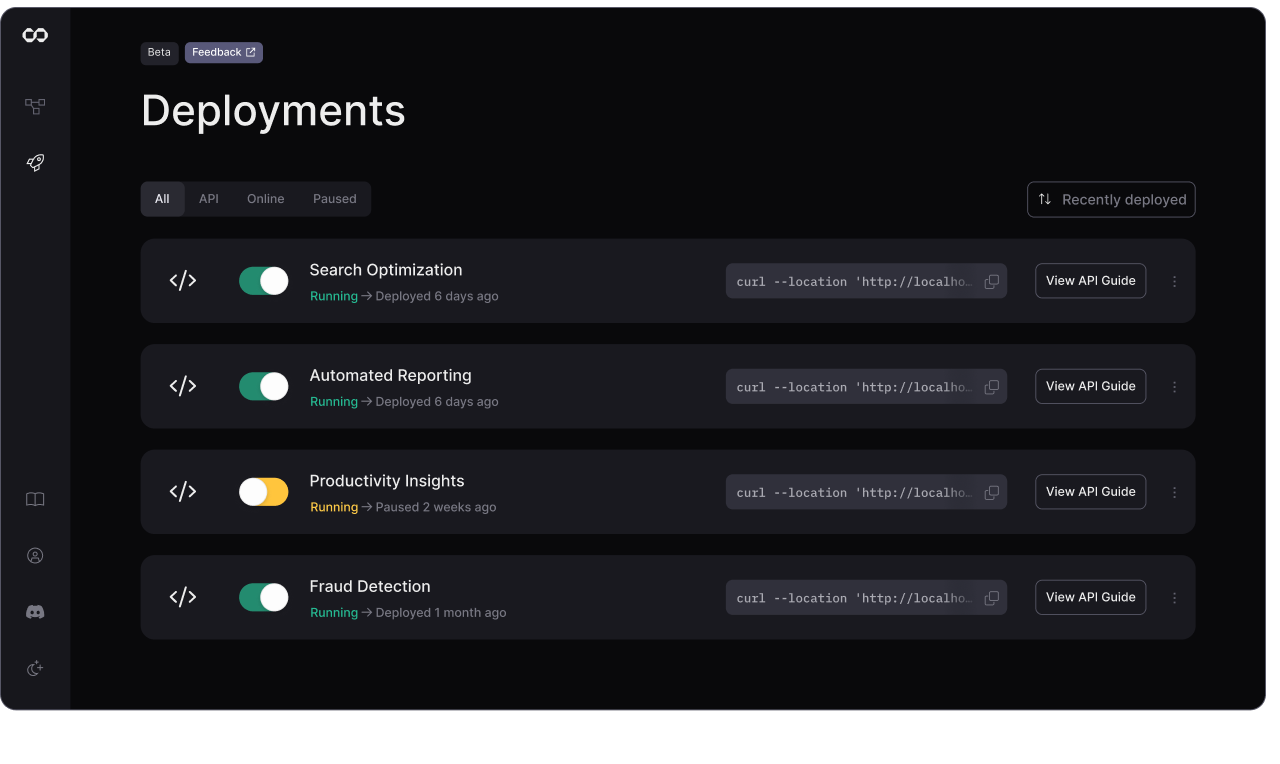 Beta Feedback
Deployments
All API Online Paused
Recently deployed
Search Optimization
Running → Deployed 6 days ago
curl --location 'http://localho…
View API Guide
Automated Reporting
Running → Deployed 6 days ago
curl --location 'http://localho…
View API Guide
Productivity Insights
Running → Paused 2 weeks ago
curl --location 'http://localho…
View API Guide
Fraud Detection
Running → Deployed 1 month ago
curl --location 'http://localho…
View API Guide